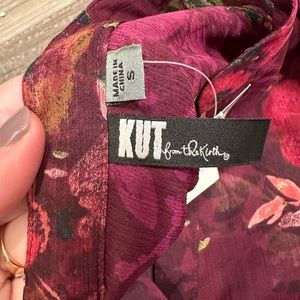 MADE IN
CHINA
S
KUT from the Kloth